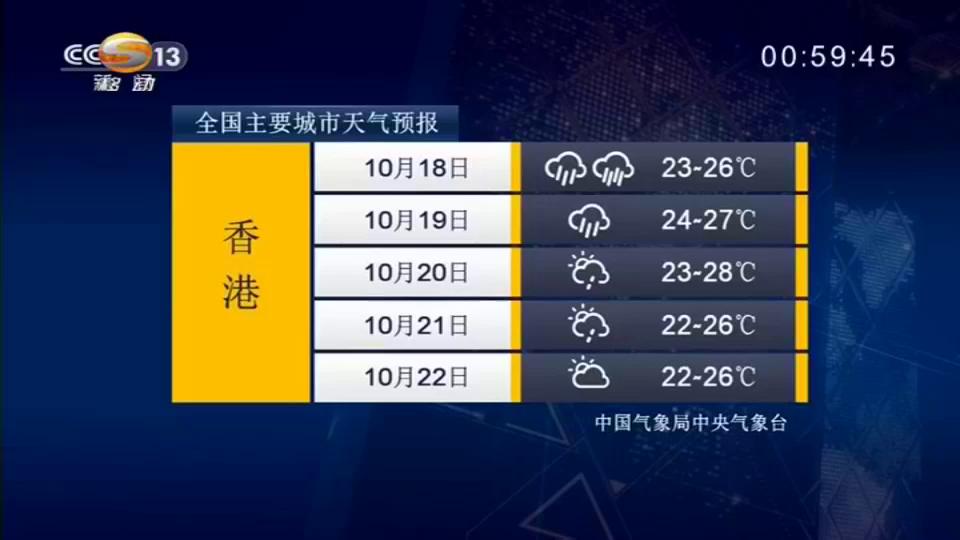 CCTV 13
新闻
00:59:45
全国主要城市天气预报
香港
10月18日 23~26℃
10月19日 24~27℃
10月20日 23~28℃
10月21日 22~26℃
10月22日 22~26℃
中国气象局中央气象台